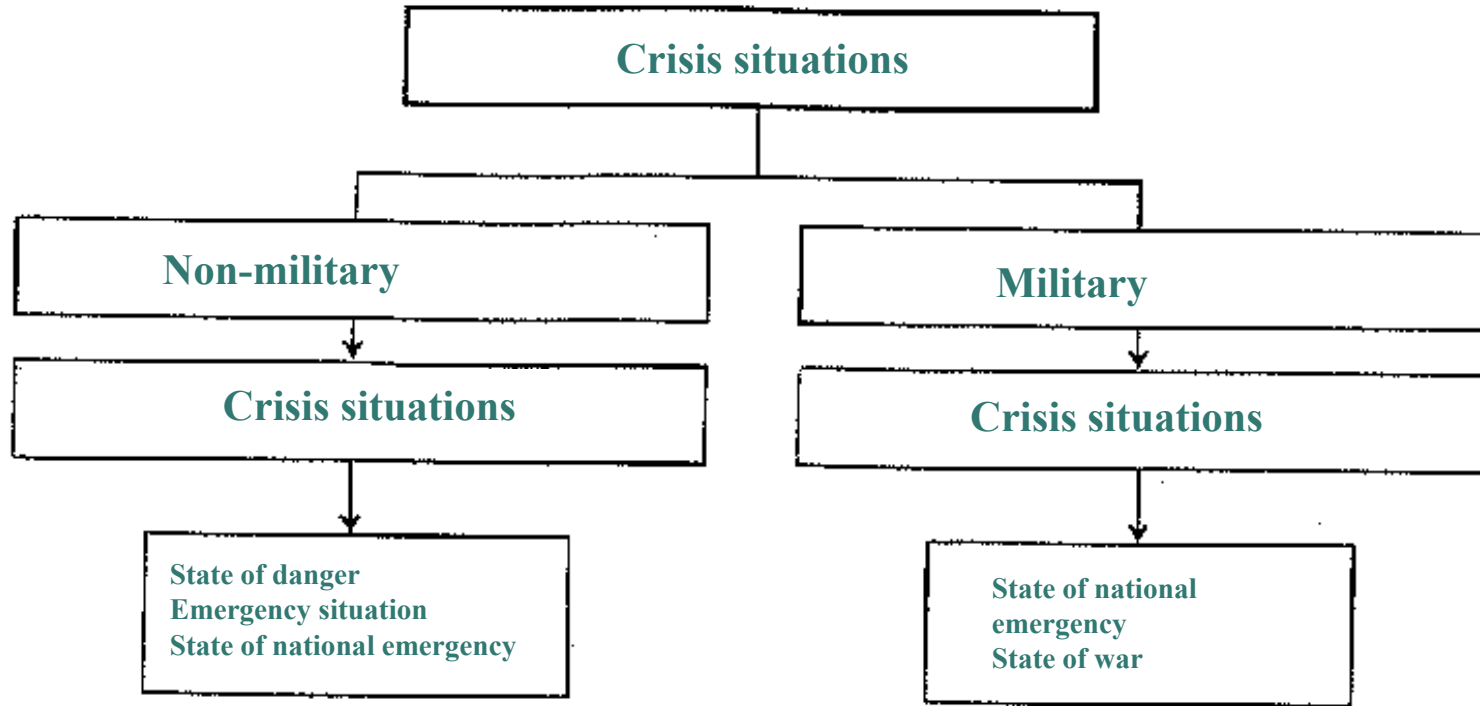 Crisis situations
Non-military
Military
Crisis situations
Crisis situations
State of danger
Emergency situation
State of national emergency
State of national
emergency
State of war